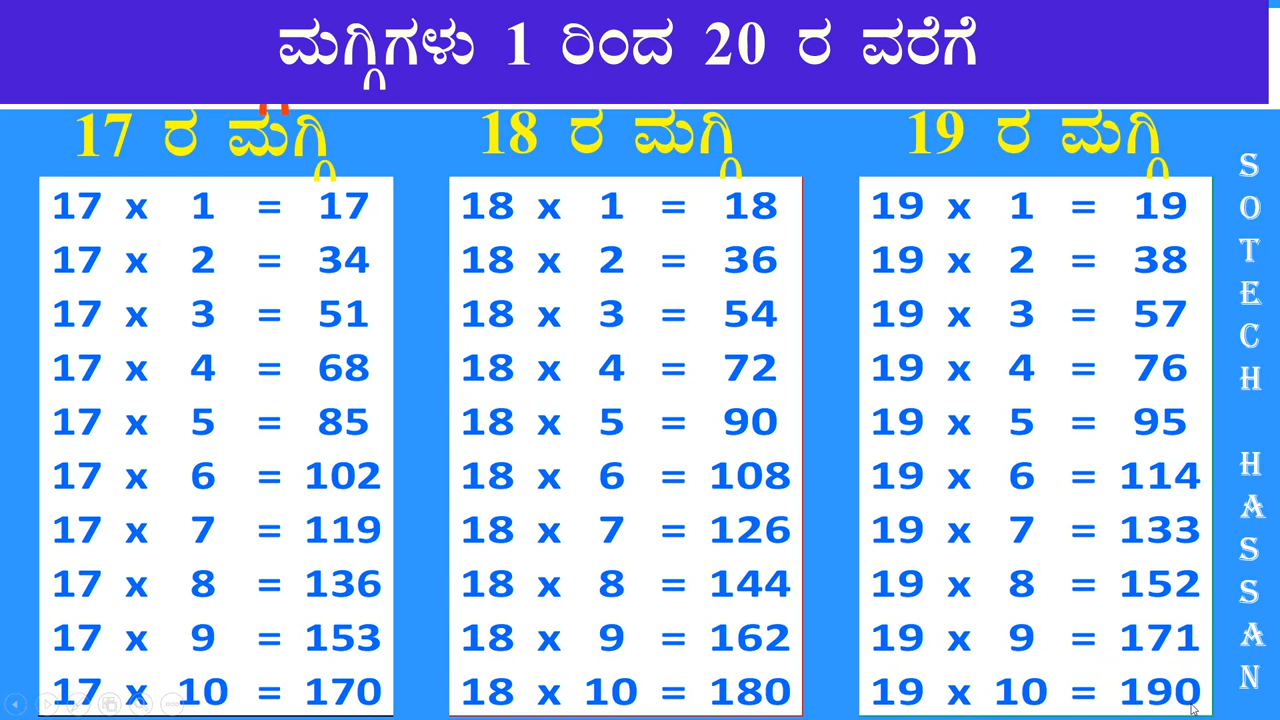 ಮಗ್ಗಿಗಳು 1 ರಿಂದ 20 ರ ವರೆಗೆ
17 ರ ಮಗ್ಗಿ
17 x 1 = 17
17 x 2 = 34
17 x 3 = 51
17 x 4 = 68
17 x 5 = 85
17 x 6 = 102
17 x 7 = 119
17 x 8 = 136
17 x 9 = 153
17 x 10 = 170
18 ರ ಮಗ್ಗಿ
18 x 1 = 18
18 x 2 = 36
18 x 3 = 54
18 x 4 = 72
18 x 5 = 90
18 x 6 = 108
18 x 7 = 126
18 x 8 = 144
18 x 9 = 162
18 x 10 = 180
19 ರ ಮಗ್ಗಿ
19 x 1 = 19
19 x 2 = 38
19 x 3 = 57
19 x 4 = 76
19 x 5 = 95
19 x 6 = 114
19 x 7 = 133
19 x 8 = 152
19 x 9 = 171
19 x 10 = 190
SOTECH HASSAN